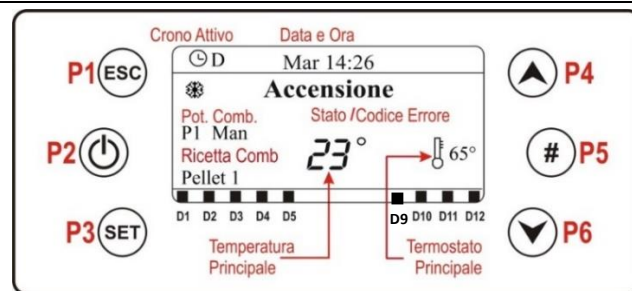 Crono Attivo Data e Ora
D Mar 14:26
P1 ESC
Accensione
P4
Pot. Comb. Stato /Codice Errore
P1 Man
P2
Ricetta Comb
23° 65°
# P5
Pellet 1
D1 D2 D3 D4 D5 D9 D10 D11 D12
P3 SET
P6
Temperatura
Principale
Termostato
Principale